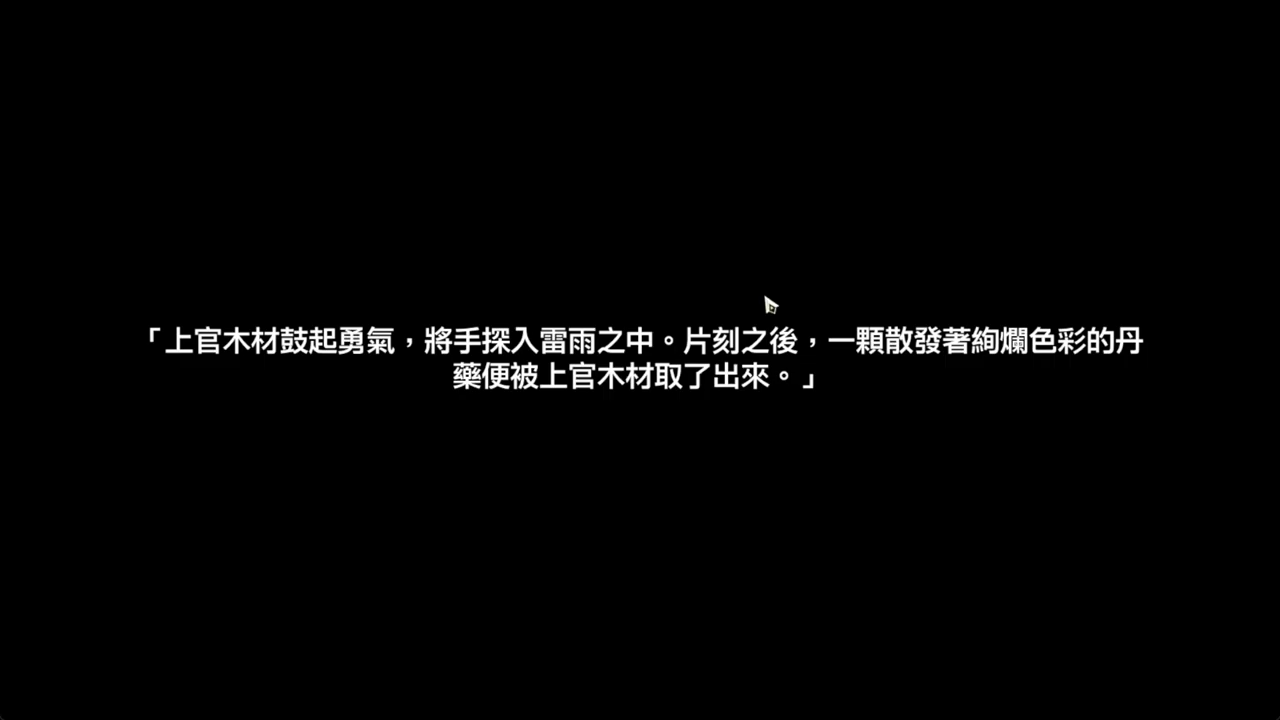 「上官木材鼓起勇氣，將手探入雷雨之中。片刻之後，一顆散發著絢爛色彩的丹
藥便被上官木材取了出來。」